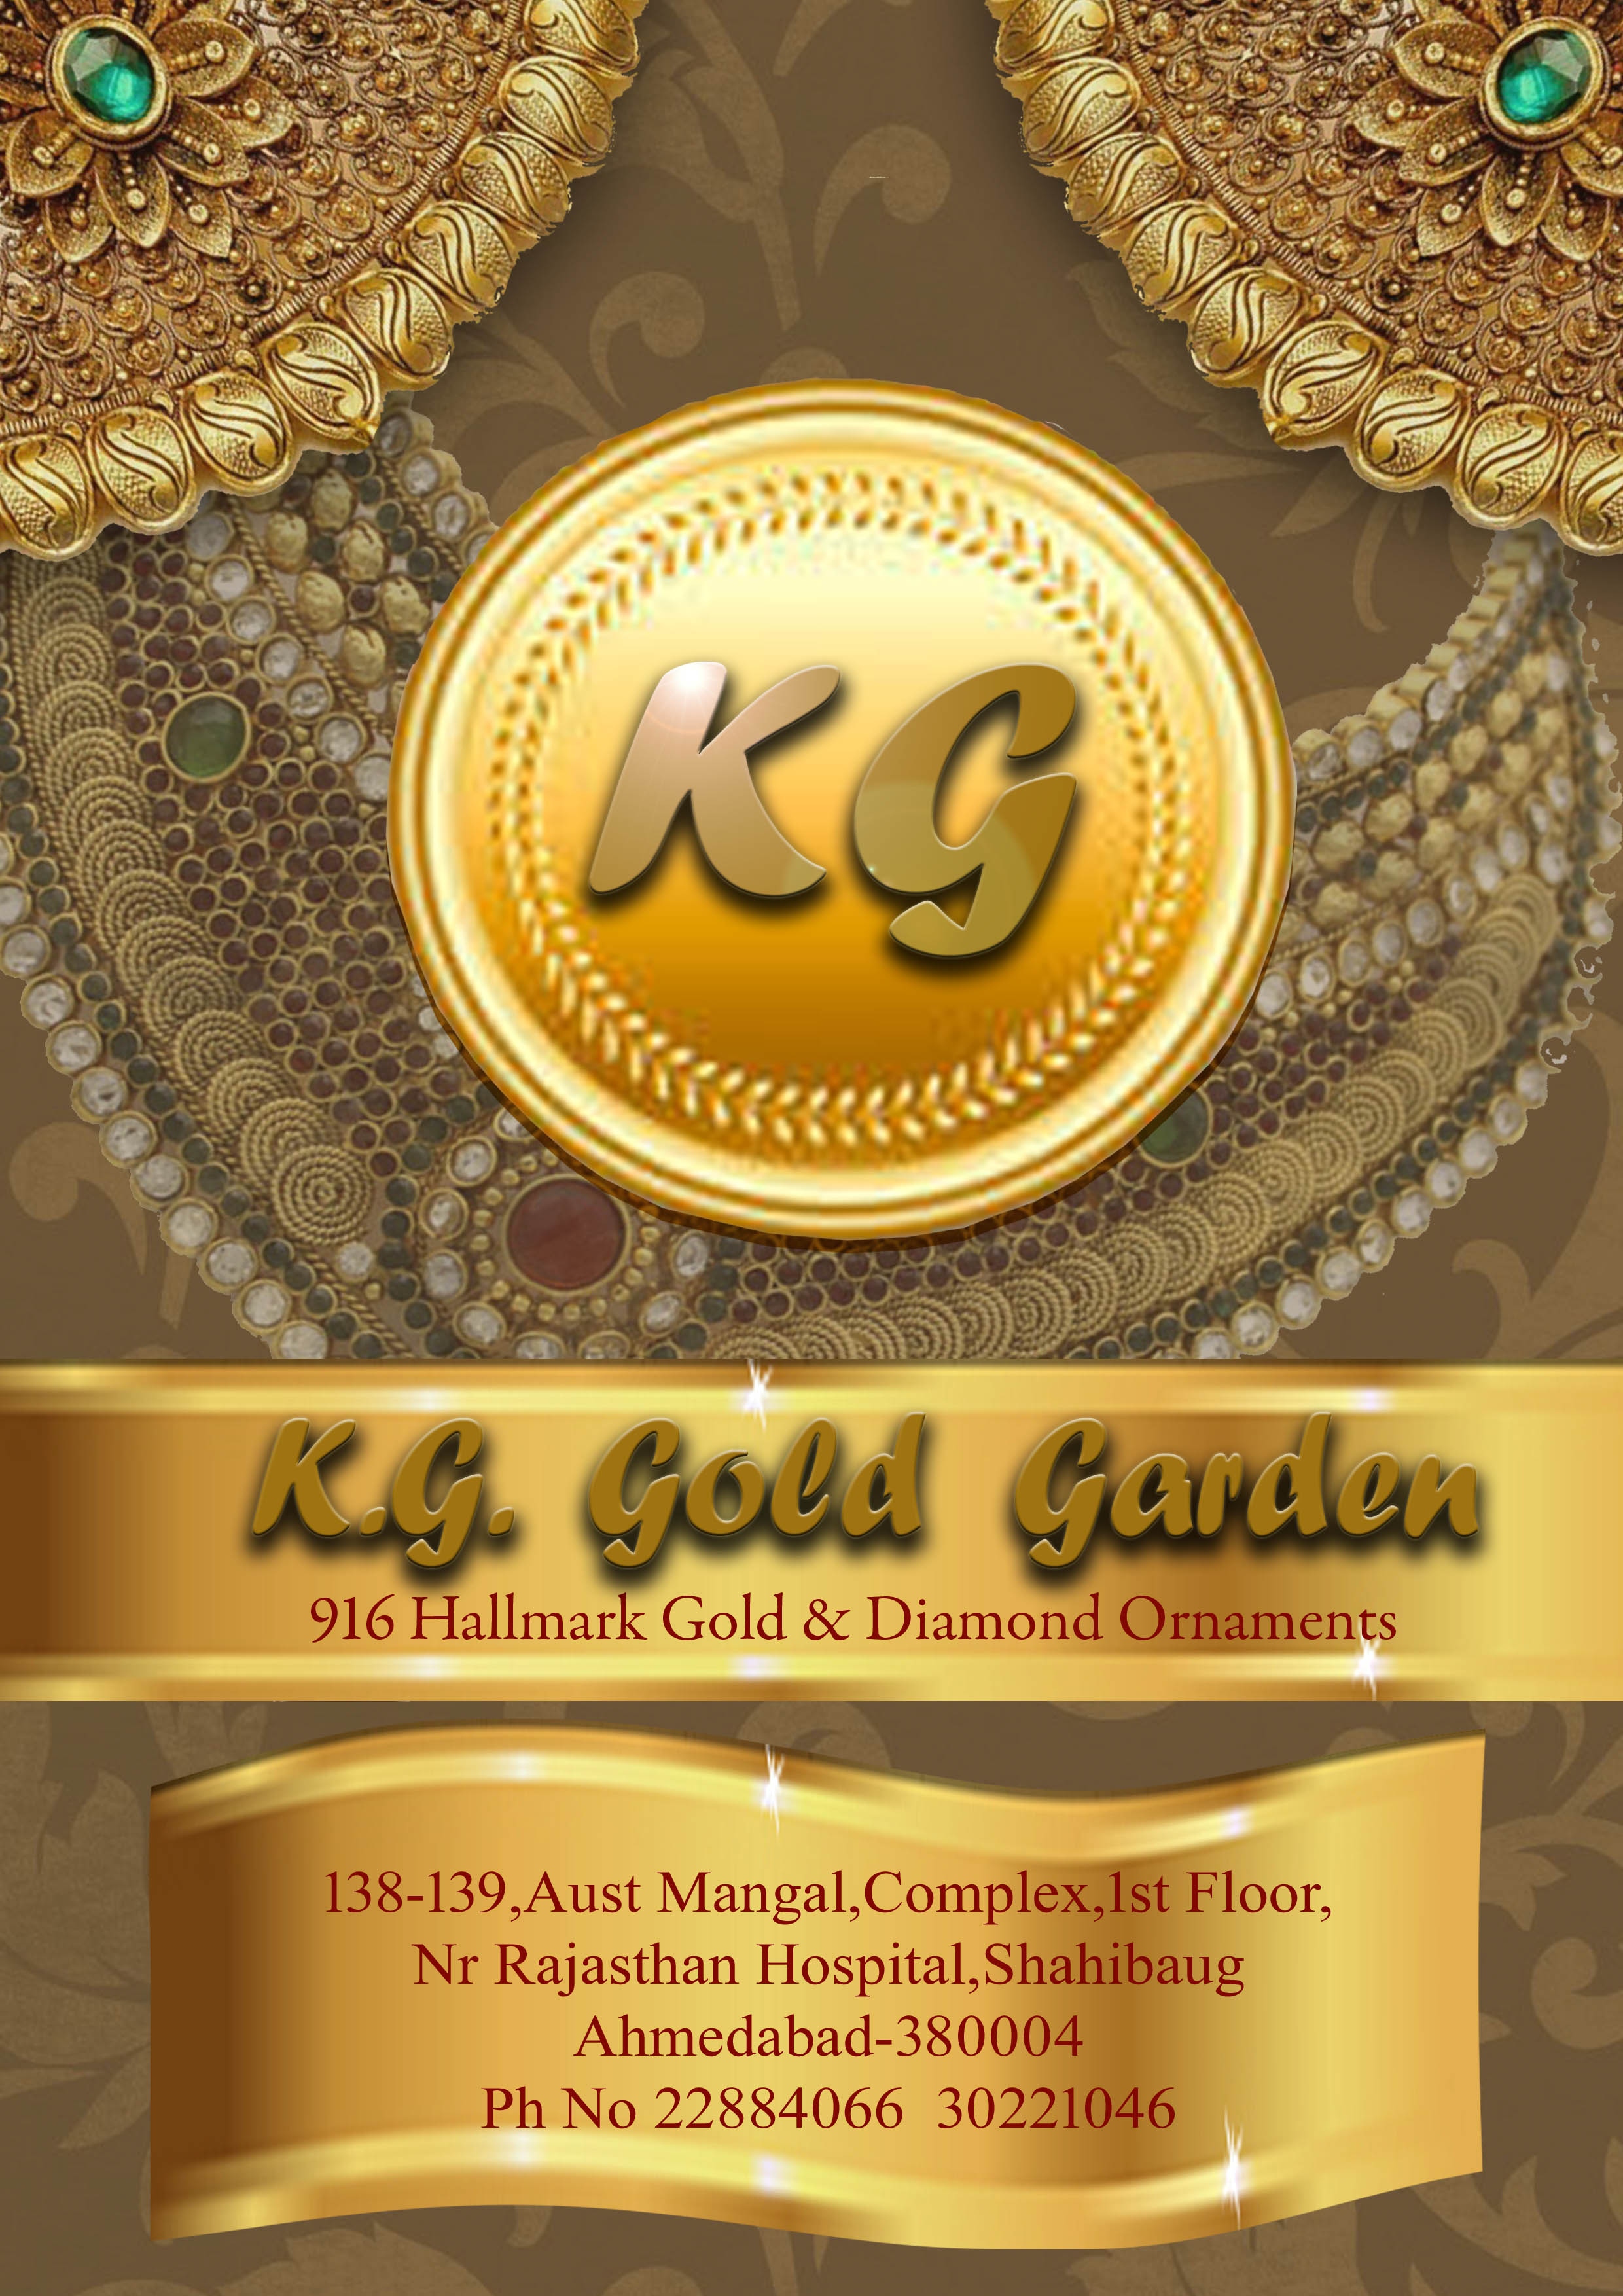 KG
K.G. Gold Garden
916 Hallmark Gold & Diamond Ornaments
138-139,Aust Mangal,Complex,1st Floor,
Nr Rajasthan Hospital,Shahibaug
Ahmedabad-380004
Ph No 22884066 30221046